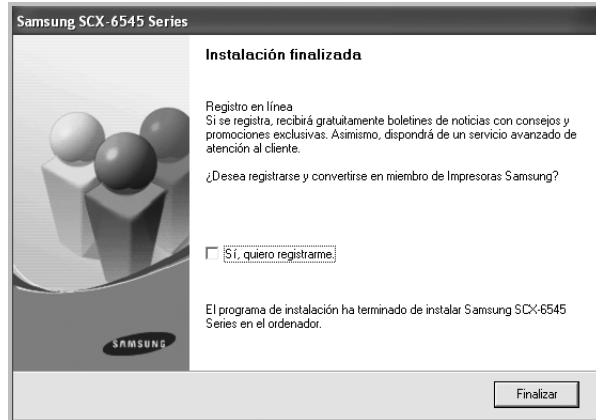 Samsung SCX-6545 Series
Instalación finalizada
Registro en línea
Si se registra, recibirá gratuitamente boletines de noticias con consejos y
promociones exclusivas. Asimismo, dispondrá de un servicio avanzado de
atención al cliente.
¿Desea registrarse y convertirse en miembro de Impresoras Samsung?
Sí, quiero registrarme.
El programa de instalación ha terminado de instalar Samsung SCX-6545
Series en el ordenador.
SAMSUNG
Finalizar